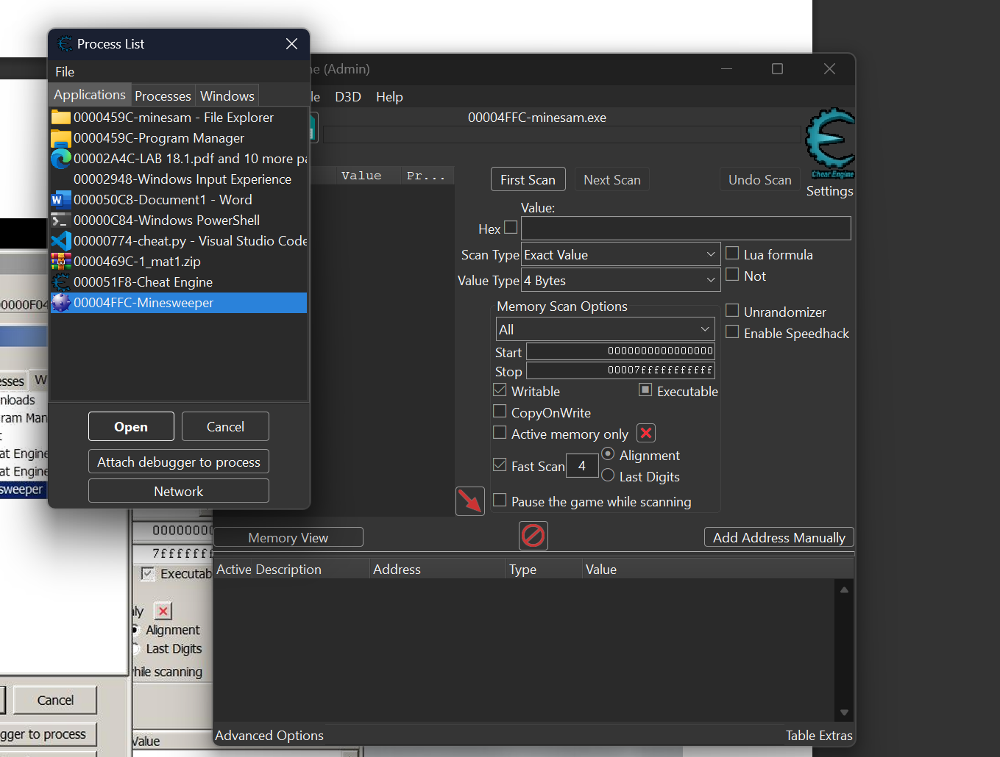 Process List
File
Applications Processes Windows
0000459C-minesam - File Explorer
0000459C-Program Manager
00002A4C-LAB 18.1.pdf and 10 more pa
00002948-Windows Input Experience
000050C8-Document1 - Word
00000C84-Windows PowerShell
00000774-cheat.py - Visual Studio Code
0000469C-1_mat1.zip
000051F8-Cheat Engine
00004FFC-Minesweeper
Open Cancel
Attach debugger to process
Network
ne (Admin)
le D3D Help
00004FFC-minesam.exe
Value Pr...
First Scan Next Scan Undo Scan
Cheat Engine
Settings
Value:
Hex
Scan Type Exact Value
Lua formula
Value Type 4 Bytes
Not
Memory Scan Options
All
Unrandomizer
Enable Speedhack
Start 0000000000000000
Stop 00007fffffffffff
Writable Executable
CopyOnWrite
Active memory only
Fast Scan 4 Alignment
Last Digits
Pause the game while scanning
Memory View Add Address Manually
Active Description Address Type Value
Advanced Options Table Extras
0000F04
esses W
nloads
ram Man
at Engine
at Engine
sweeper
00000000
7fffffff
Executab
ly
Alignment
Last Digits
hile scanning
Cancel
gger to process
Value